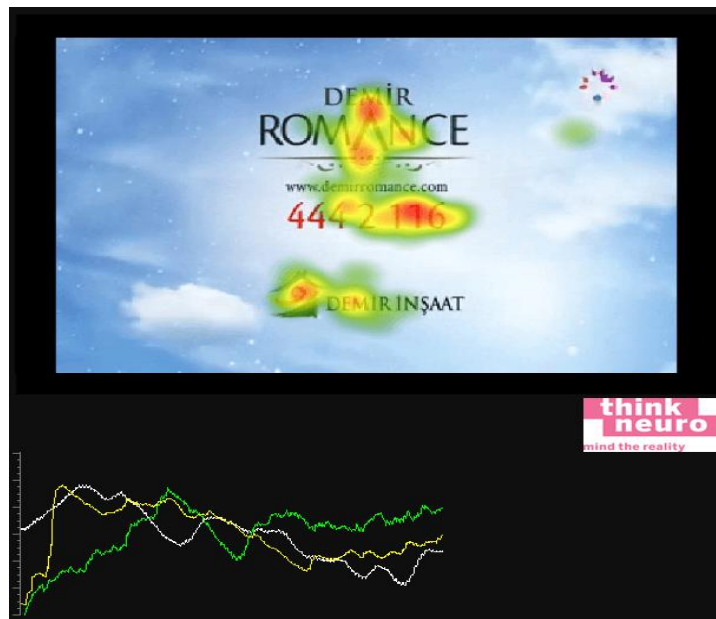 DEMİR
ROMANCE
www.demirromance.com
444 2 116
DEMİR İNŞAAT
think
neuro
mind the reality